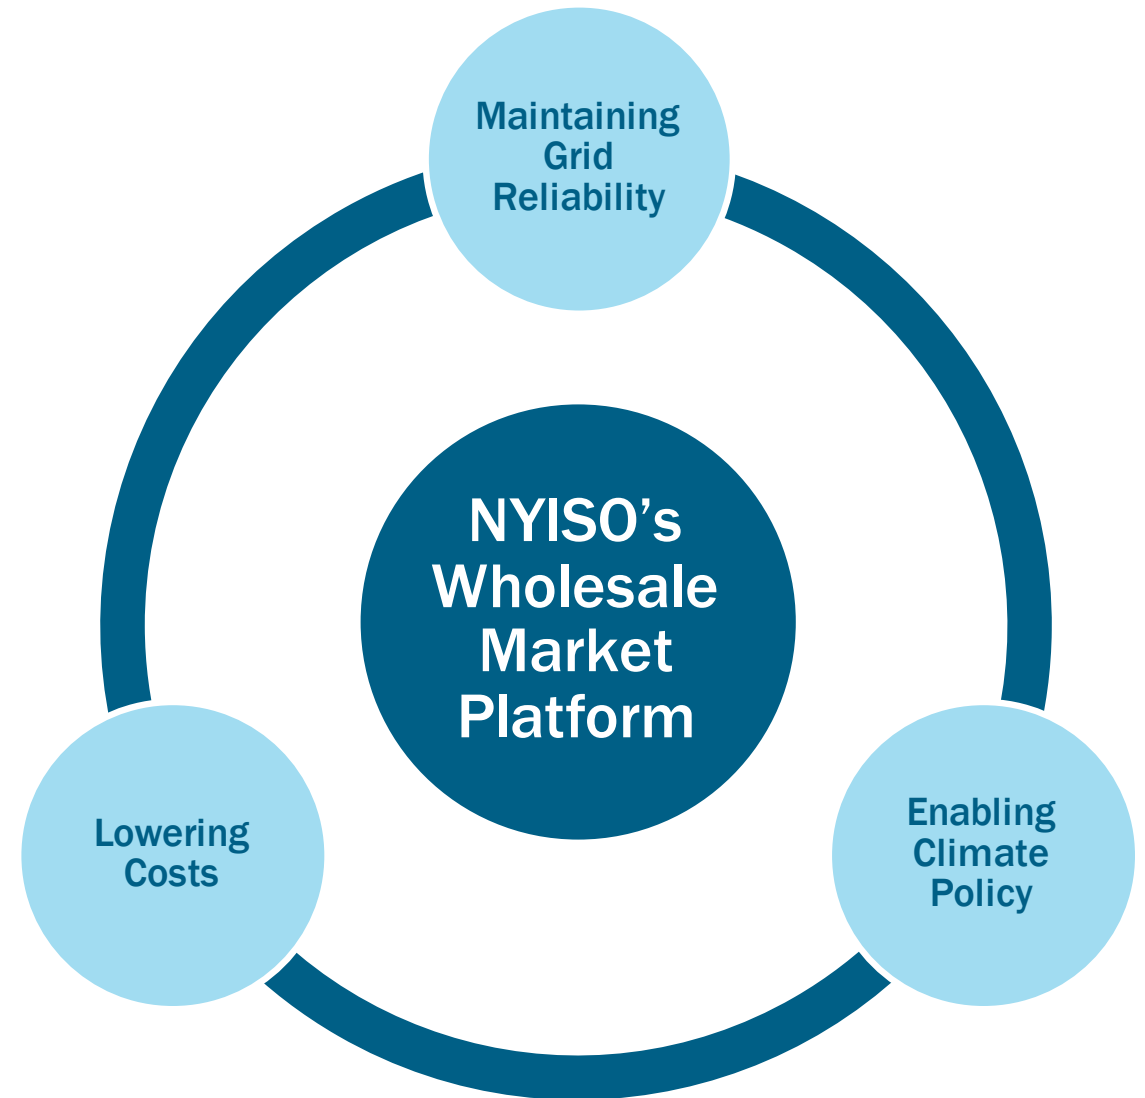 Maintaining
Grid
Reliability
NYISO’s
Wholesale
Market
Platform
Lowering
Costs
Enabling
Climate
Policy